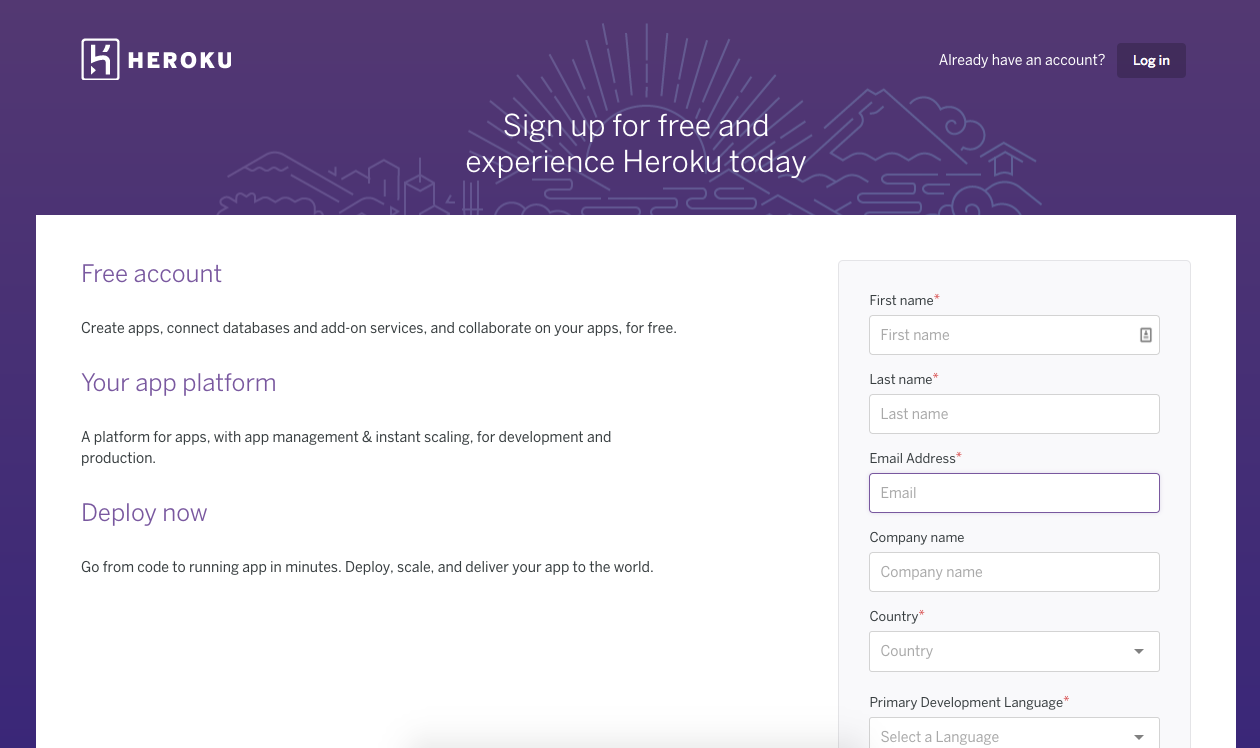 HEROKU
Already have an account?
Log in
Sign up for free and
experience Heroku today
Free account
Create apps, connect databases and add-on services, and collaborate on your apps, for free.
Your app platform
A platform for apps, with app management & instant scaling, for development and
production.
Deploy now
Go from code to running app in minutes. Deploy, scale, and deliver your app to the world.
First name*
First name
Last name*
Last name
Email Address*
Email
Company name
Company name
Country*
Country
Primary Development Language*
Select a Language